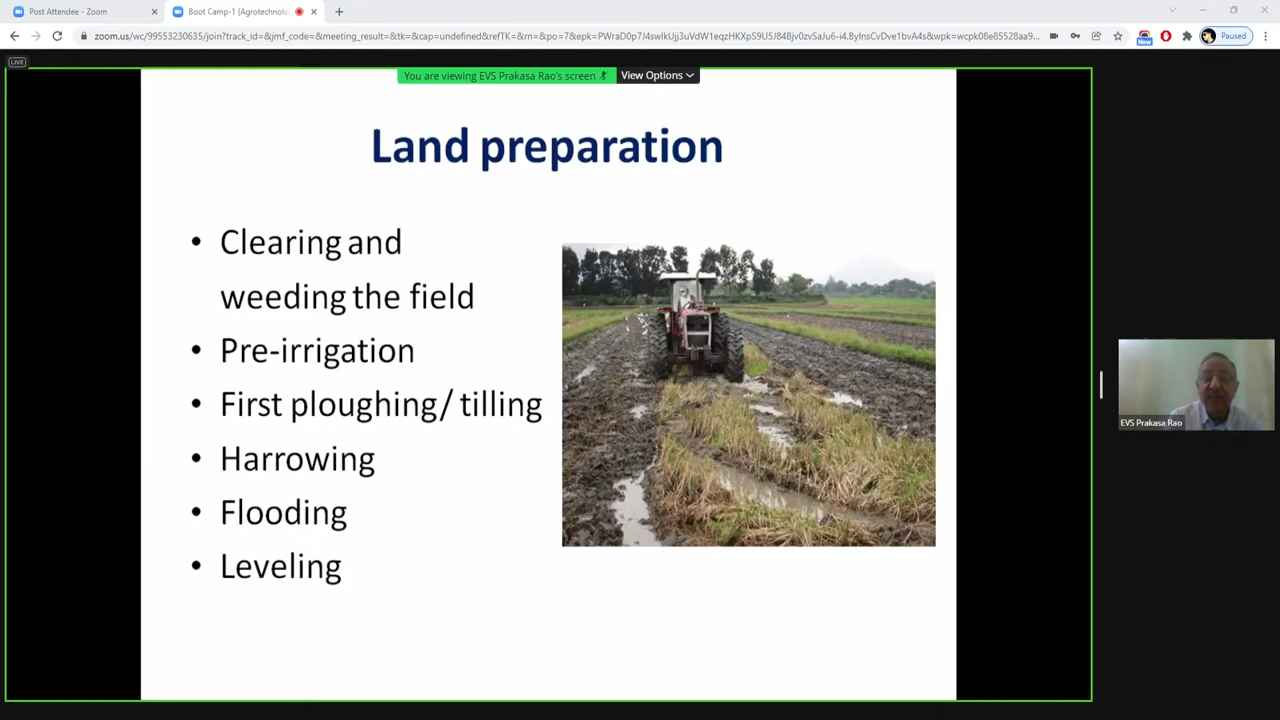 Post Attendee - Zoom
Boot Camp-1 (Agrotechnolo
zoom.us/wc/99553230635/join?track_id=&jmf_code=&meeting_result=&tk=&cap=undefined&refTK=&rn=&po=7&epk=PWraD0p7J4swIkUjj3uVdW1eqzHKXpS9U5J84Bjv0zvSaJu6-i4.ByInsCvDve1bvA4s&wpk=wcpk08e85528aa9...
New
Paused
LIVE
You are viewing EVS Prakasa Rao's screen
View Options
Land preparation
• Clearing and
weeding the field
• Pre-irrigation
• First ploughing/ tilling
• Harrowing
• Flooding
• Leveling
EVS Prakasa Rao